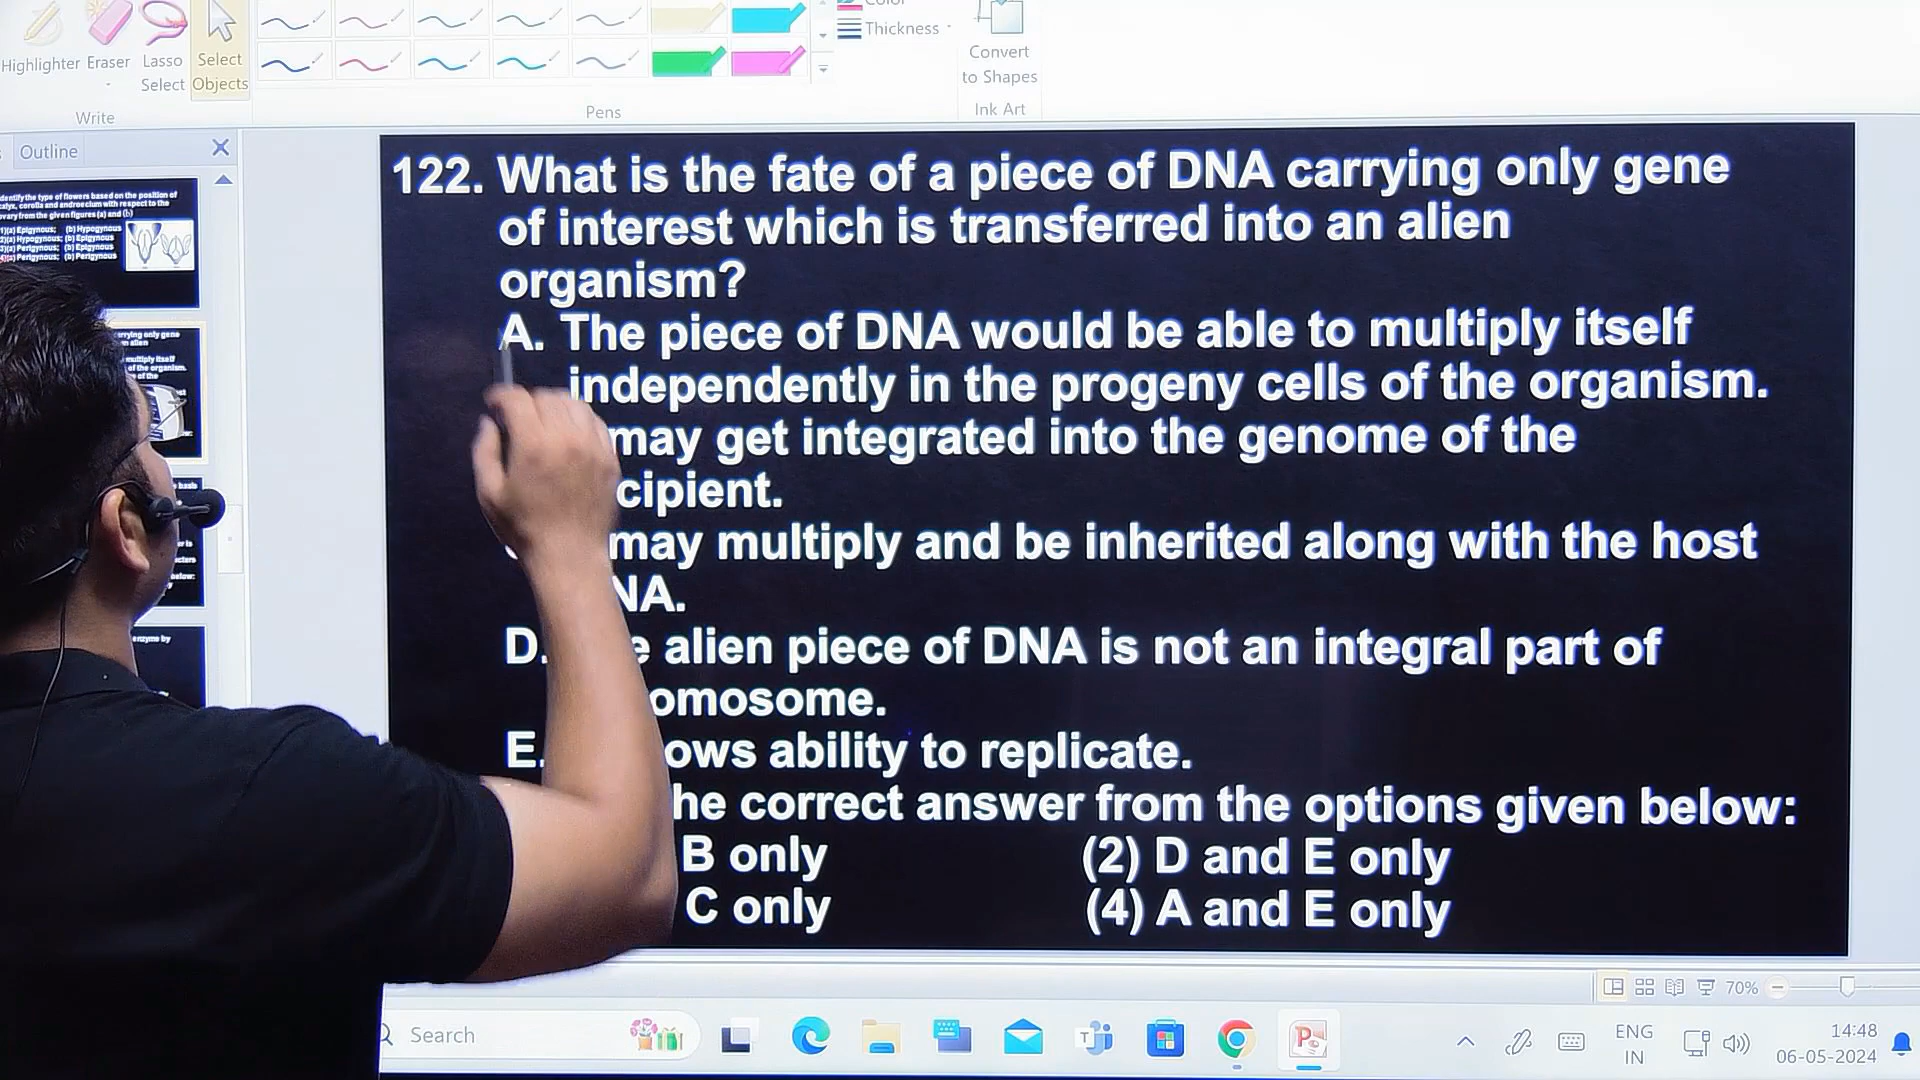 Color
Thickness
Highlighter
Eraser
Lasso Select
Select Objects
Convert to Shapes
Write
Pens
Ink Art
Outline
122. What is the fate of a piece of DNA carrying only gene
of interest which is transferred into an alien
organism?
A. The piece of DNA would be able to multiply itself
independently in the progeny cells of the organism.
may get integrated into the genome of the
cipient.
may multiply and be inherited along with the host
NA.
D. e alien piece of DNA is not an integral part of
omosome.
E. ows ability to replicate.
he correct answer from the options given below:
B only (2) D and E only
C only (4) A and E only
70%
Search
ENG
IN
14:48
06-05-2024